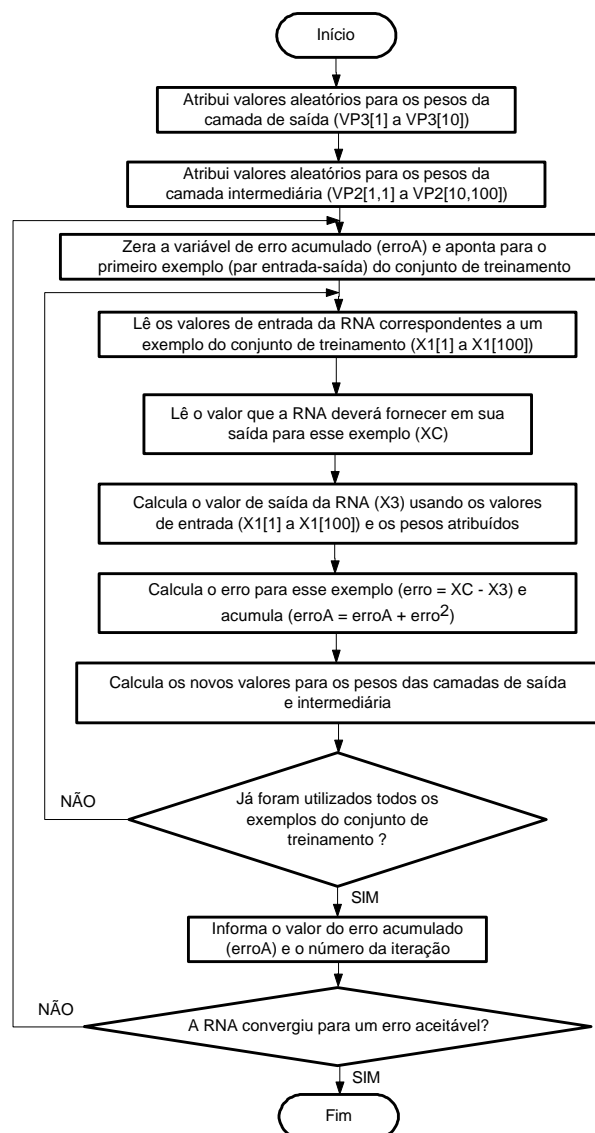 Início
Atribui valores aleatórios para os pesos da
camada de saída (VP3[1] a VP3[10])
Atribui valores aleatórios para os pesos da
camada intermediária (VP2[1,1] a VP2[10,100])
Zera a variável de erro acumulado (erroA) e aponta para o
primeiro exemplo (par entrada-saída) do conjunto de treinamento
Lê os valores de entrada da RNA correspondentes a um
exemplo do conjunto de treinamento (X1[1] a X1[100])
Lê o valor que a RNA deverá fornecer em sua
saída para esse exemplo (XC)
Calcula o valor de saída da RNA (X3) usando os valores
de entrada (X1[1] a X1[100]) e os pesos atribuídos
Calcula o erro para esse exemplo (erro = XC - X3) e
acumula (erroA = erroA + erro²)
Calcula os novos valores para os pesos das camadas de saída
e intermediária
NÃO
Já foram utilizados todos os
exemplos do conjunto de
treinamento ?
SIM
Informa o valor do erro acumulado
(erroA) e o número da iteração
NÃO
A RNA convergiu para um erro aceitável?
SIM
Fim